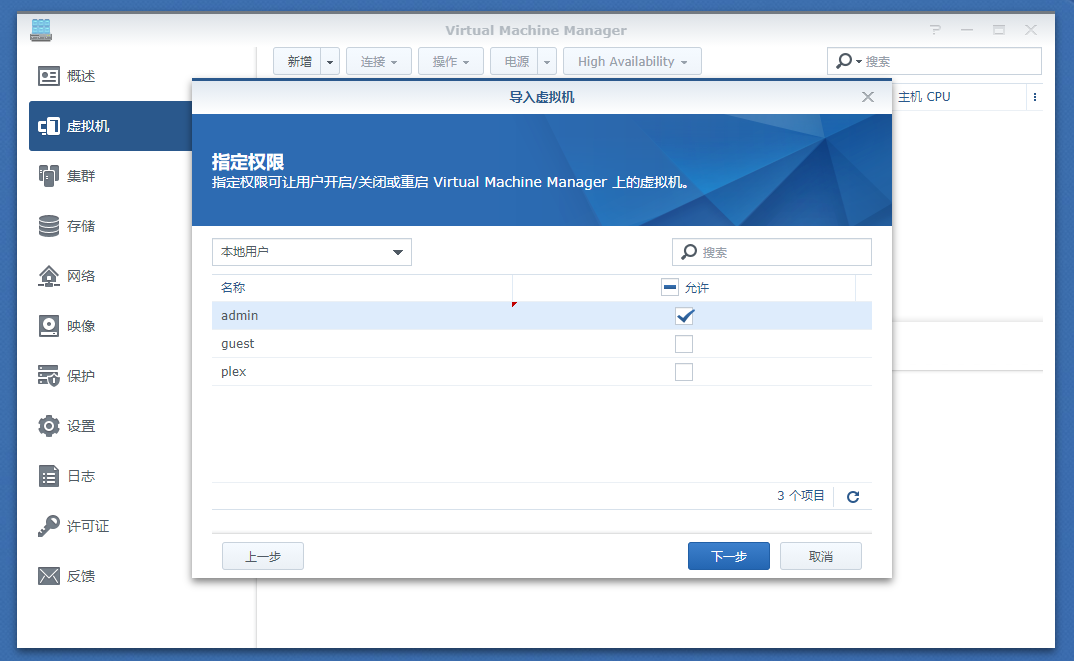 Virtual Machine Manager
概述
虚拟机
集群
存储
网络
映像
保护
设置
日志
许可证
反馈
新增 连接 操作 电源 High Availability 搜索
主机 CPU
导入虚拟机
指定权限
指定权限可让用户开启/关闭或重启 Virtual Machine Manager 上的虚拟机。
本地用户 搜索
名称 允许
admin
guest
plex
3 个项目
上一步 下一步 取消